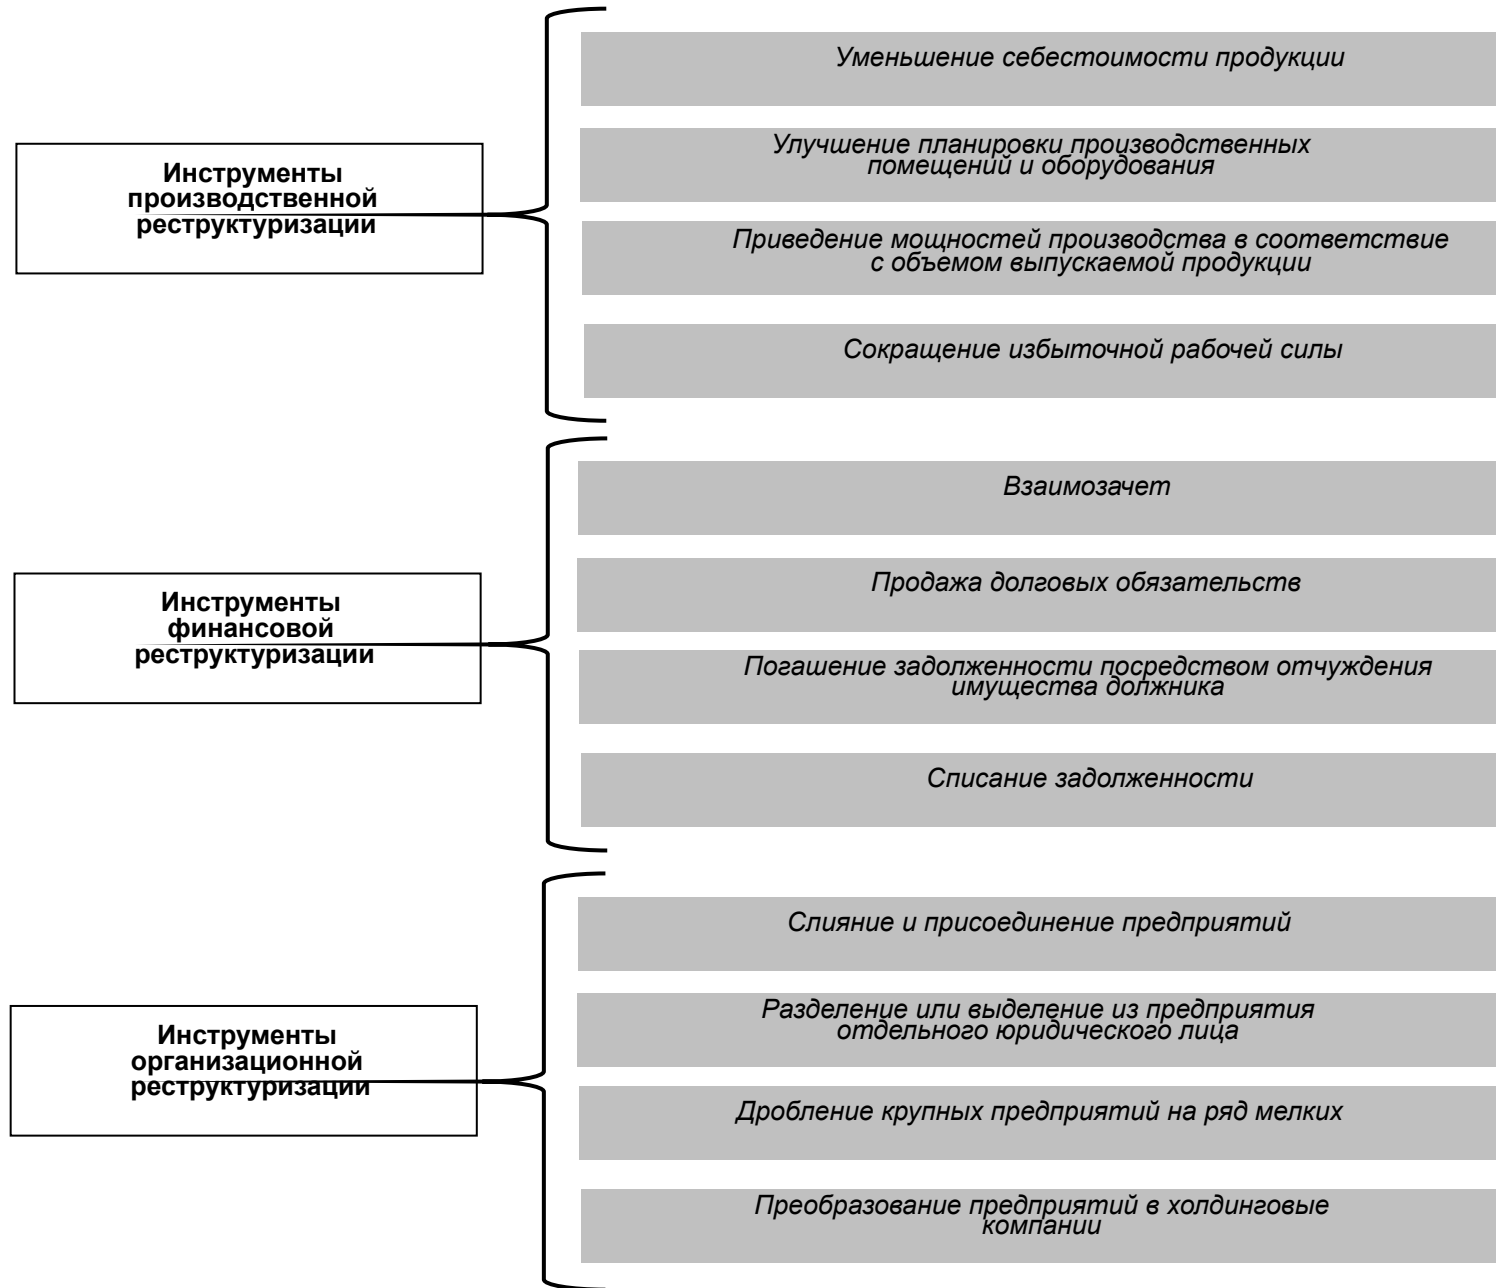 Инструменты
производственной
реструктуризации
Уменьшение себестоимости продукции
Улучшение планировки производственных
помещений и оборудования
Приведение мощностей производства в соответствие
с объемом выпускаемой продукции
Сокращение избыточной рабочей силы
Инструменты
финансовой
реструктуризации
Взаимозачет
Продажа долговых обязательств
Погашение задолженности посредством отчуждения
имущества должника
Списание задолженности
Инструменты
организационной
реструктуризации
Слияние и присоединение предприятий
Разделение или выделение из предприятия
отдельного юридического лица
Дробление крупных предприятий на ряд мелких
Преобразование предприятий в холдинговые
компании